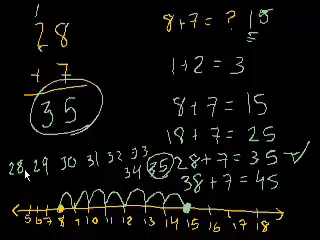 1
28
+ 7
35
8+7 = ? 15
1+2 = 3
8+7 = 15
18+7 = 25
28+7 = 35
38+7 = 45
28 29 30 31 32 33
34 35
5 6 7 8 9 10 11 12 13 14 15 16 17 18